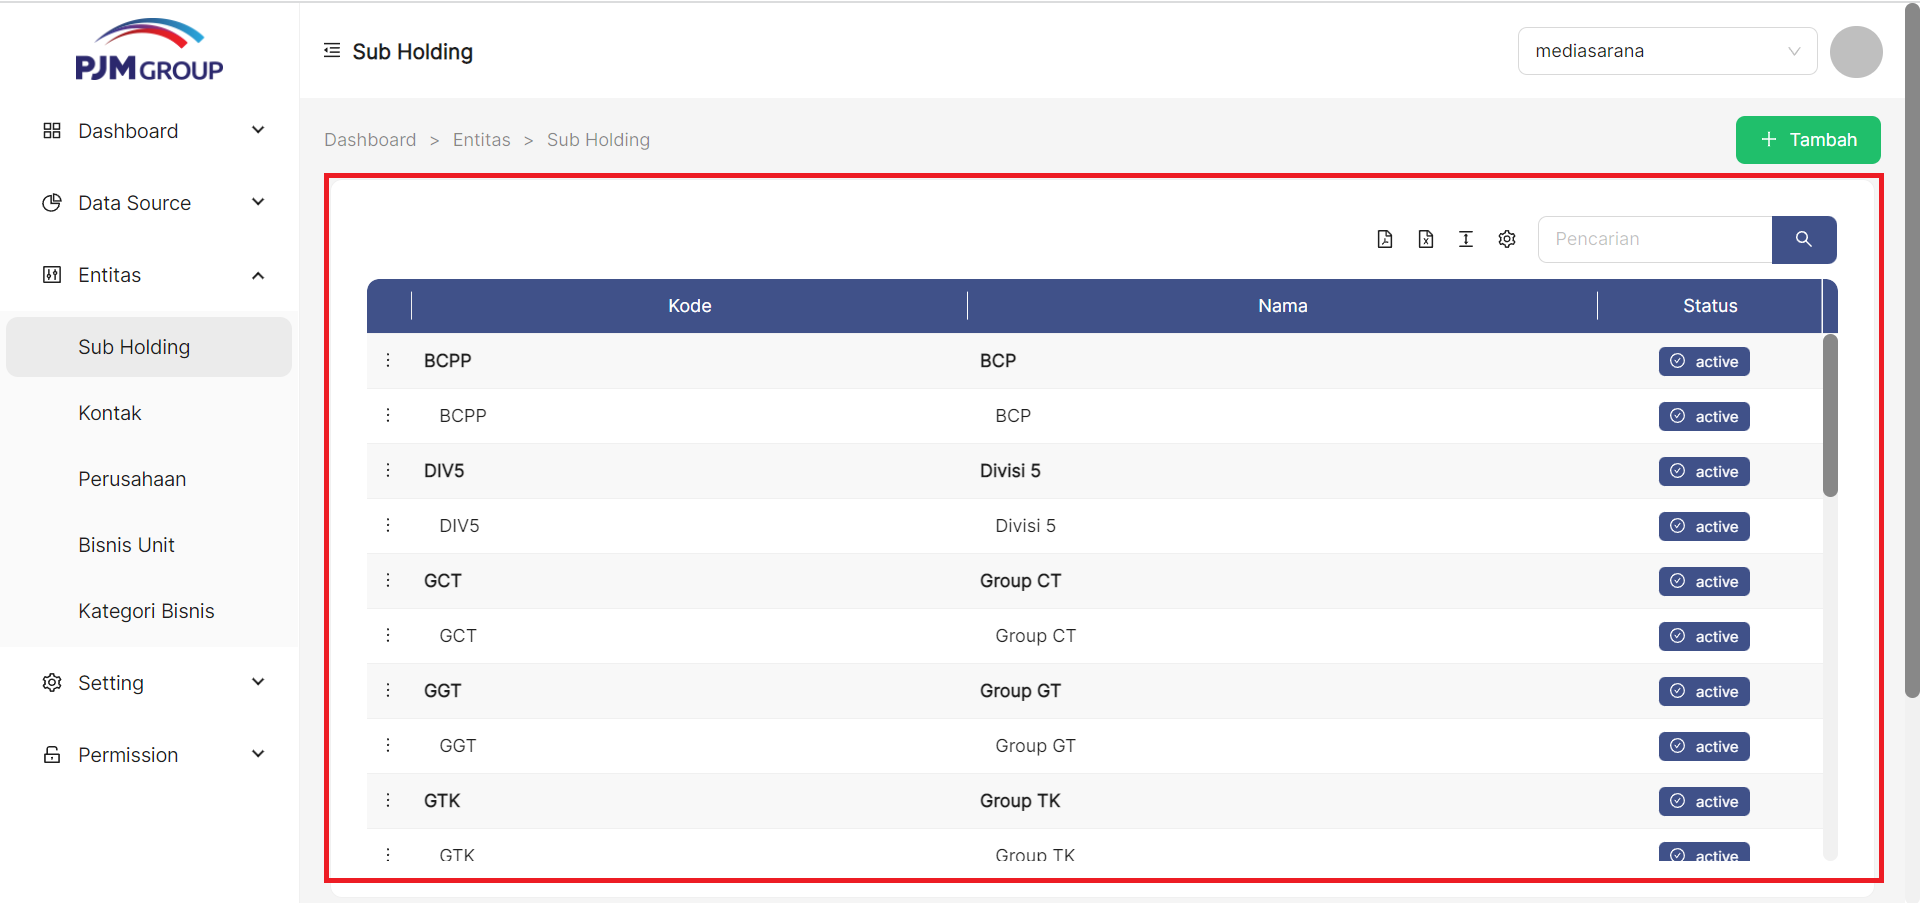 PJM GROUP
Dashboard
Data Source
Entitas
Sub Holding
Kontak
Perusahaan
Bisnis Unit
Kategori Bisnis
Setting
Permission
Sub Holding
mediasarana
Dashboard > Entitas > Sub Holding
+ Tambah
Pencarian
Kode Nama Status
BCPP BCP active
BCPP BCP active
DIV5 Divisi 5 active
DIV5 Divisi 5 active
GCT Group CT active
GCT Group CT active
GGT Group GT active
GGT Group GT active
GTK Group TK active
GTK Group TK active